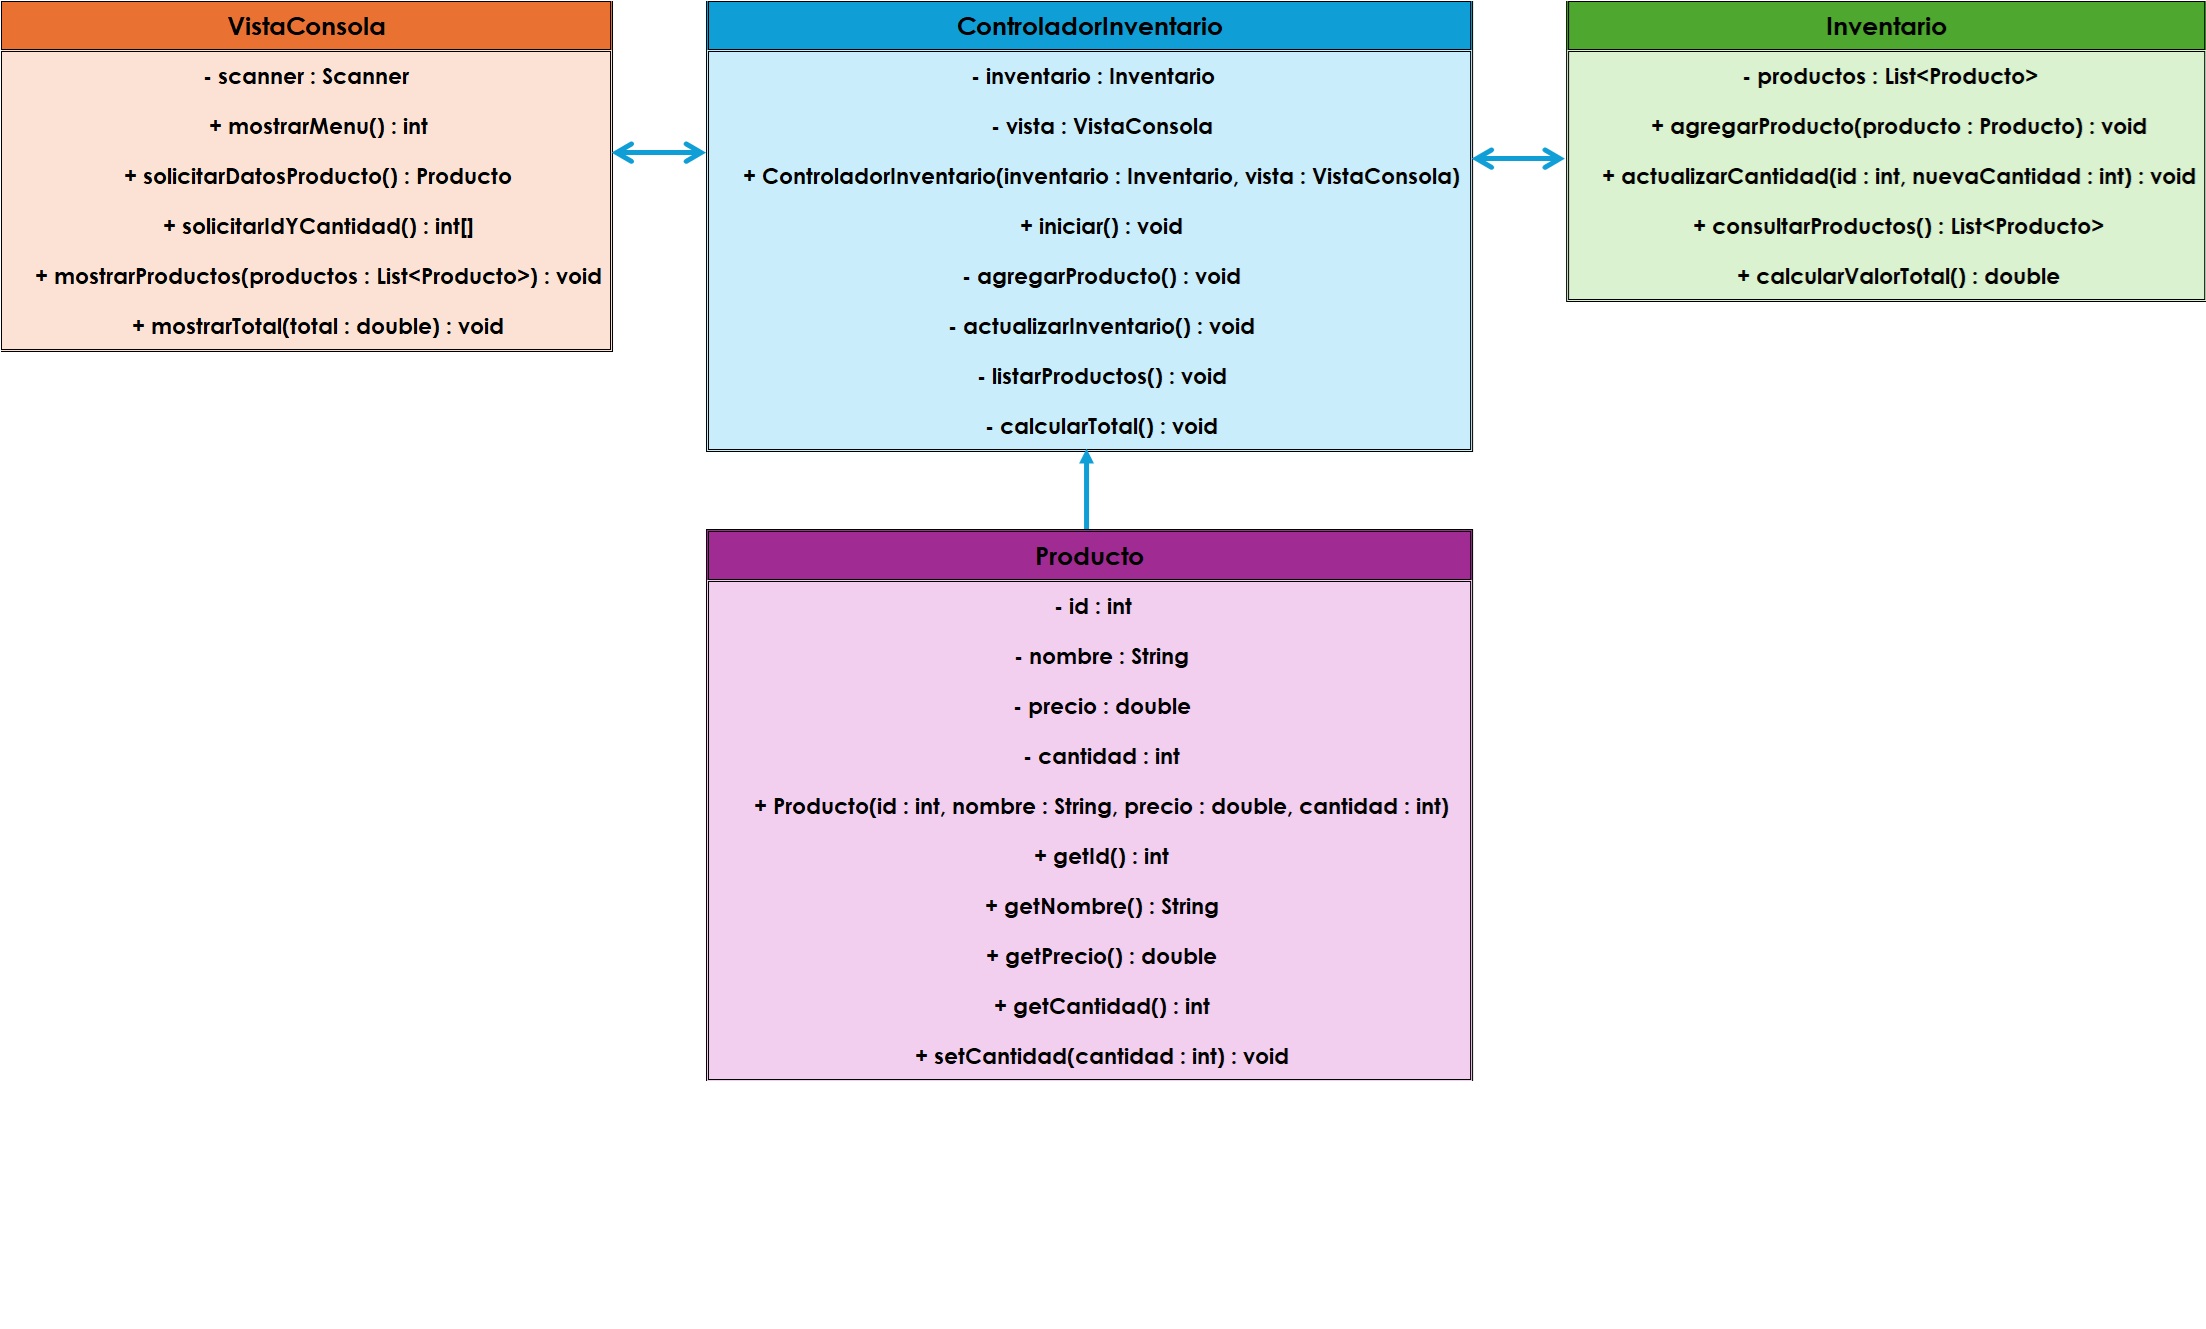 VistaConsola
- scanner : Scanner
+ mostrarMenu() : int
+ solicitarDatosProducto() : Producto
+ solicitarIdYCantidad() : int[]
+ mostrarProductos(productos : List<Producto>) : void
+ mostrarTotal(total : double) : void
ControladorInventario
- inventario : Inventario
- vista : VistaConsola
+ ControladorInventario(inventario : Inventario, vista : VistaConsola)
+ iniciar() : void
- agregarProducto() : void
- actualizarInventario() : void
- listarProductos() : void
- calcularTotal() : void
Inventario
- productos : List<Producto>
+ agregarProducto(producto : Producto) : void
+ actualizarCantidad(id : int, nuevaCantidad : int) : void
+ consultarProductos() : List<Producto>
+ calcularValorTotal() : double
Producto
- id : int
- nombre : String
- precio : double
- cantidad : int
+ Producto(id : int, nombre : String, precio : double, cantidad : int)
+ getId() : int
+ getNombre() : String
+ getPrecio() : double
+ getCantidad() : int
+ setCantidad(cantidad : int) : void